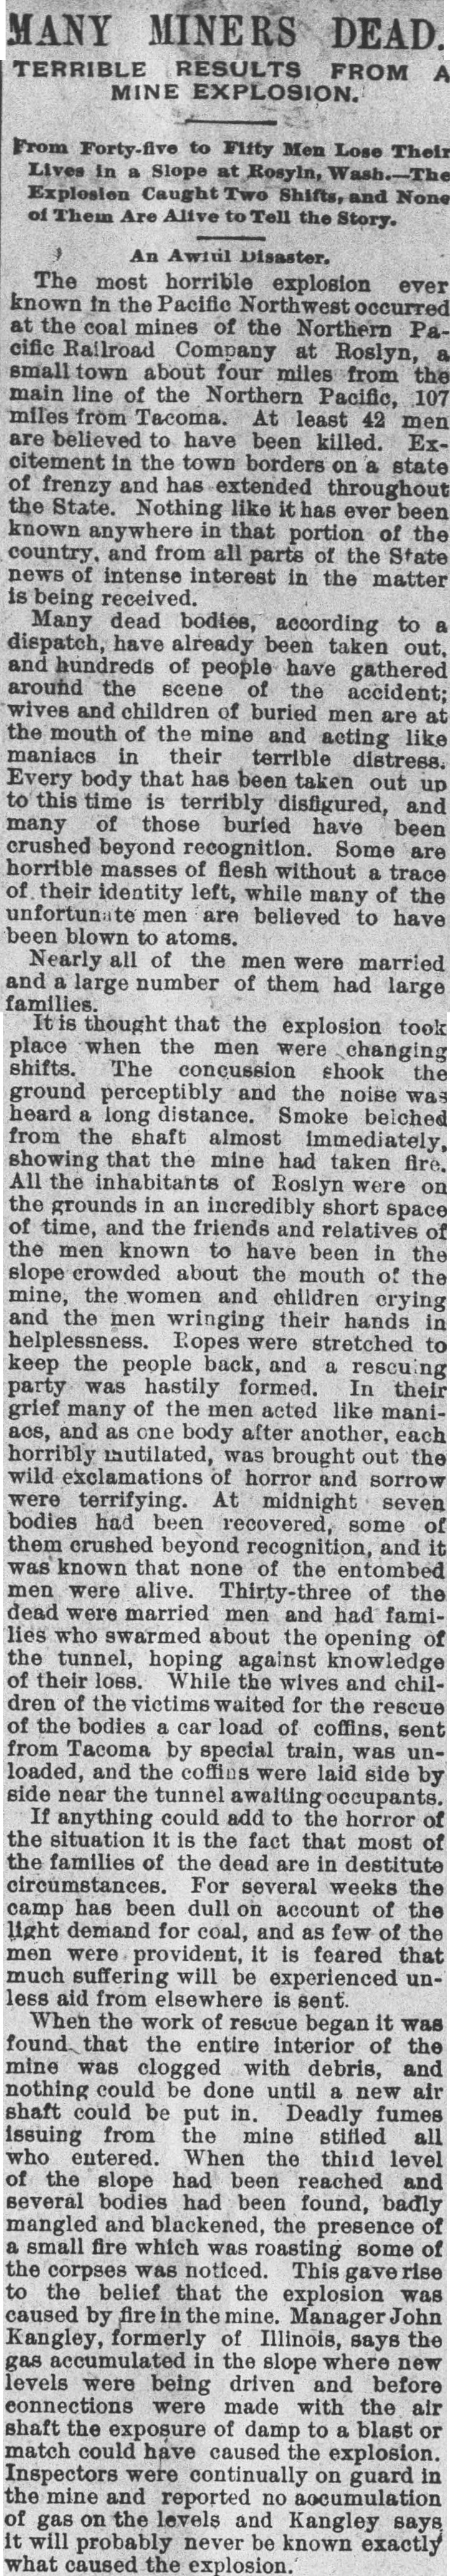 MANY MINERS DEAD.
TERRIBLE RESULTS FROM A
MINE EXPLOSION.
From Forty-five to Fifty Men Lose Their
Lives in a Slope at Rosyln, Wash.—The
Explosion Caught Two Shifts, and None
of Them Are Alive to Tell the Story.
An Awful Disaster.
The most horrible explosion ever
known in the Pacific Northwest occurred
at the coal mines of the Northern Pa-
cific Railroad Company at Roslyn, a
small town about four miles from the
main line of the Northern Pacific, 107
miles from Tacoma. At least 42 men
are believed to have been killed. Ex-
citement in the town borders on a state
of frenzy and has extended throughout
the State. Nothing like it has ever been
known anywhere in that portion of the
country, and from all parts of the State
news of intense interest in the matter
is being received.
Many dead bodies, according to a
dispatch, have already been taken out,
and hundreds of people have gathered
around the scene of the accident;
wives and children of buried men are at
the mouth of the mine and acting like
maniacs in their terrible distress.
Every body that has been taken out up
to this time is terribly disfigured, and
many of those buried have been
crushed beyond recognition. Some are
horrible masses of flesh without a trace
of their identity left, while many of the
unfortunate men are believed to have
been blown to atoms.
Nearly all of the men were married
and a large number of them had large
families.
It is thought that the explosion took
place when the men were changing
shifts. The concussion shook the
ground perceptibly and the noise was
heard a long distance. Smoke belched
from the shaft almost immediately,
showing that the mine had taken fire.
All the inhabitants of Roslyn were on
the grounds in an incredibly short space
of time, and the friends and relatives of
the men known to have been in the
slope crowded about the mouth of the
mine, the women and children crying
and the men wringing their hands in
helplessness. Ropes were stretched to
keep the people back, and a rescuing
party was hastily formed. In their
grief many of the men acted like mani-
acs, and as one body after another, each
horribly mutilated, was brought out the
wild exclamations of horror and sorrow
were terrifying. At midnight seven
bodies had been recovered, some of
them crushed beyond recognition, and it
was known that none of the entombed
men were alive. Thirty-three of the
dead were married men and had fami-
lies who swarmed about the opening of
the tunnel, hoping against knowledge
of their loss. While the wives and chil-
dren of the victims waited for the rescue
of the bodies a car load of coffins, sent
from Tacoma by special train, was un-
loaded, and the coffins were laid side by
side near the tunnel awaiting occupants.
If anything could add to the horror of
the situation it is the fact that most of
the families of the dead are in destitute
circumstances. For several weeks the
camp has been dull on account of the
light demand for coal, and as few of the
men were provident, it is feared that
much suffering will be experienced un-
less aid from elsewhere is sent.
When the work of rescue began it was
found that the entire interior of the
mine was clogged with debris, and
nothing could be done until a new air
shaft could be put in. Deadly fumes
issuing from the mine stifled all
who entered. When the third level
of the slope had been reached and
several bodies had been found, badly
mangled and blackened, the presence of
a small fire which was roasting some of
the corpses was noticed. This gave rise
to the belief that the explosion was
caused by fire in the mine. Manager John
Kangley, formerly of Illinois, says the
gas accumulated in the slope where new
levels were being driven and before
connections were made with the air
shaft the exposure of damp to a blast or
match could have caused the explosion.
Inspectors were continually on guard in
the mine and reported no accumulation
of gas on the levels and Kangley says
it will probably never be known exactly
what caused the explosion.